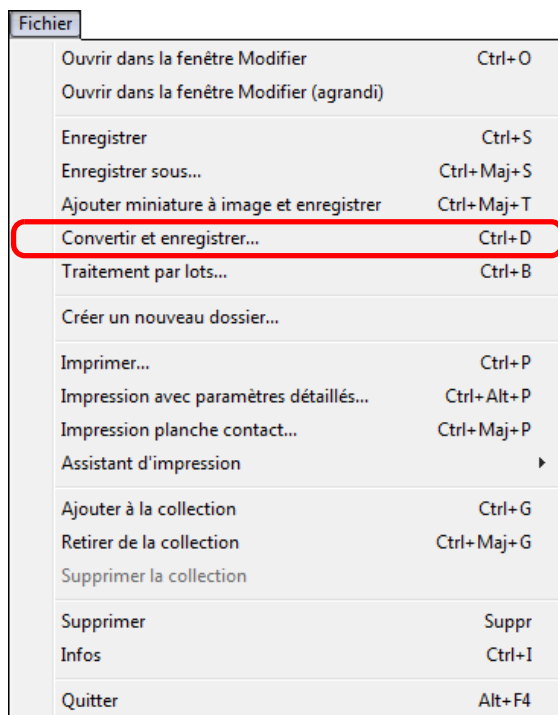 Fichier
Ouvrir dans la fenêtre Modifier Ctrl+O
Ouvrir dans la fenêtre Modifier (agrandi)
Enregistrer Ctrl+S
Enregistrer sous... Ctrl+Maj+S
Ajouter miniature à image et enregistrer Ctrl+Maj+T
Convertir et enregistrer... Ctrl+D
Traitement par lots... Ctrl+B
Créer un nouveau dossier...
Imprimer... Ctrl+P
Impression avec paramètres détaillés... Ctrl+Alt+P
Impression planche contact... Ctrl+Maj+P
Assistant d'impression
Ajouter à la collection Ctrl+G
Retirer de la collection Ctrl+Maj+G
Supprimer la collection
Supprimer Suppr
Infos Ctrl+I
Quitter Alt+F4